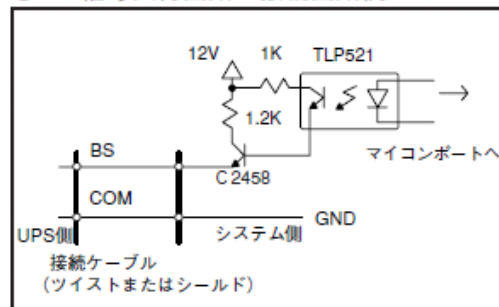 12V
1K
TLP521
1.2K
BS
C2458
マイコンポートへ
COM
GND
UPS側
システム側
接続ケーブル
(ツイストまたはシールド)